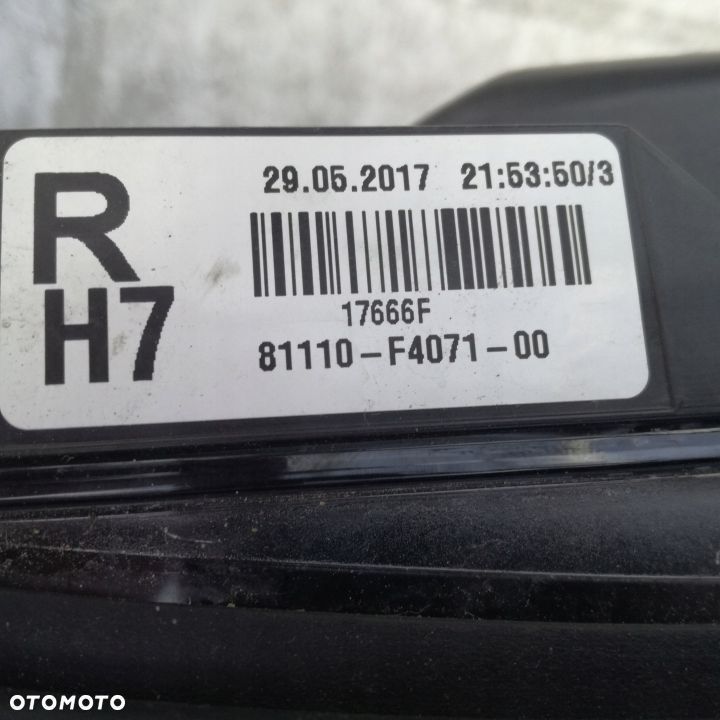 R
H7
29.05.2017 21:53:50/3
17666F
81110-F4071-00
OTOMOTO